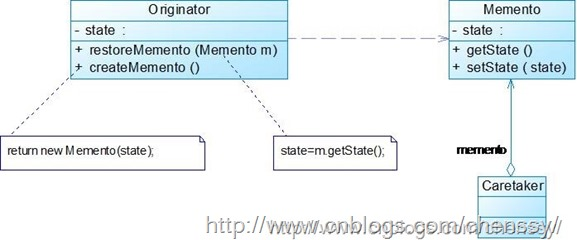 Originator
- state :
+ restoreMemento (Memento m)
+ createMemento ()
Memento
- state :
+ getState ()
+ setState ( state)
return new Memento(state);
state=m.getState();
memento
Caretaker
http://www.cnblogs.com/chenssy/